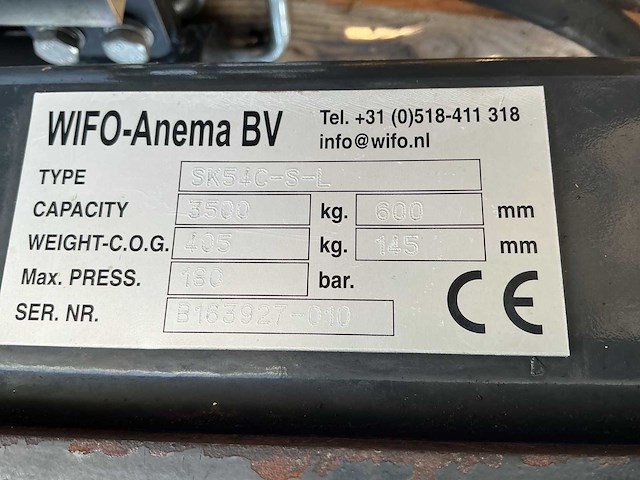 WIFO-Anema BV Tel. +31 (0)518-411 318
info@wifo.nl
TYPE SK54C-S-L
CAPACITY 3500 kg. 600 mm
WEIGHT-C.O.G. 405 kg. 145 mm
Max. PRESS. 180 bar.
SER. NR. B163927-010
CE